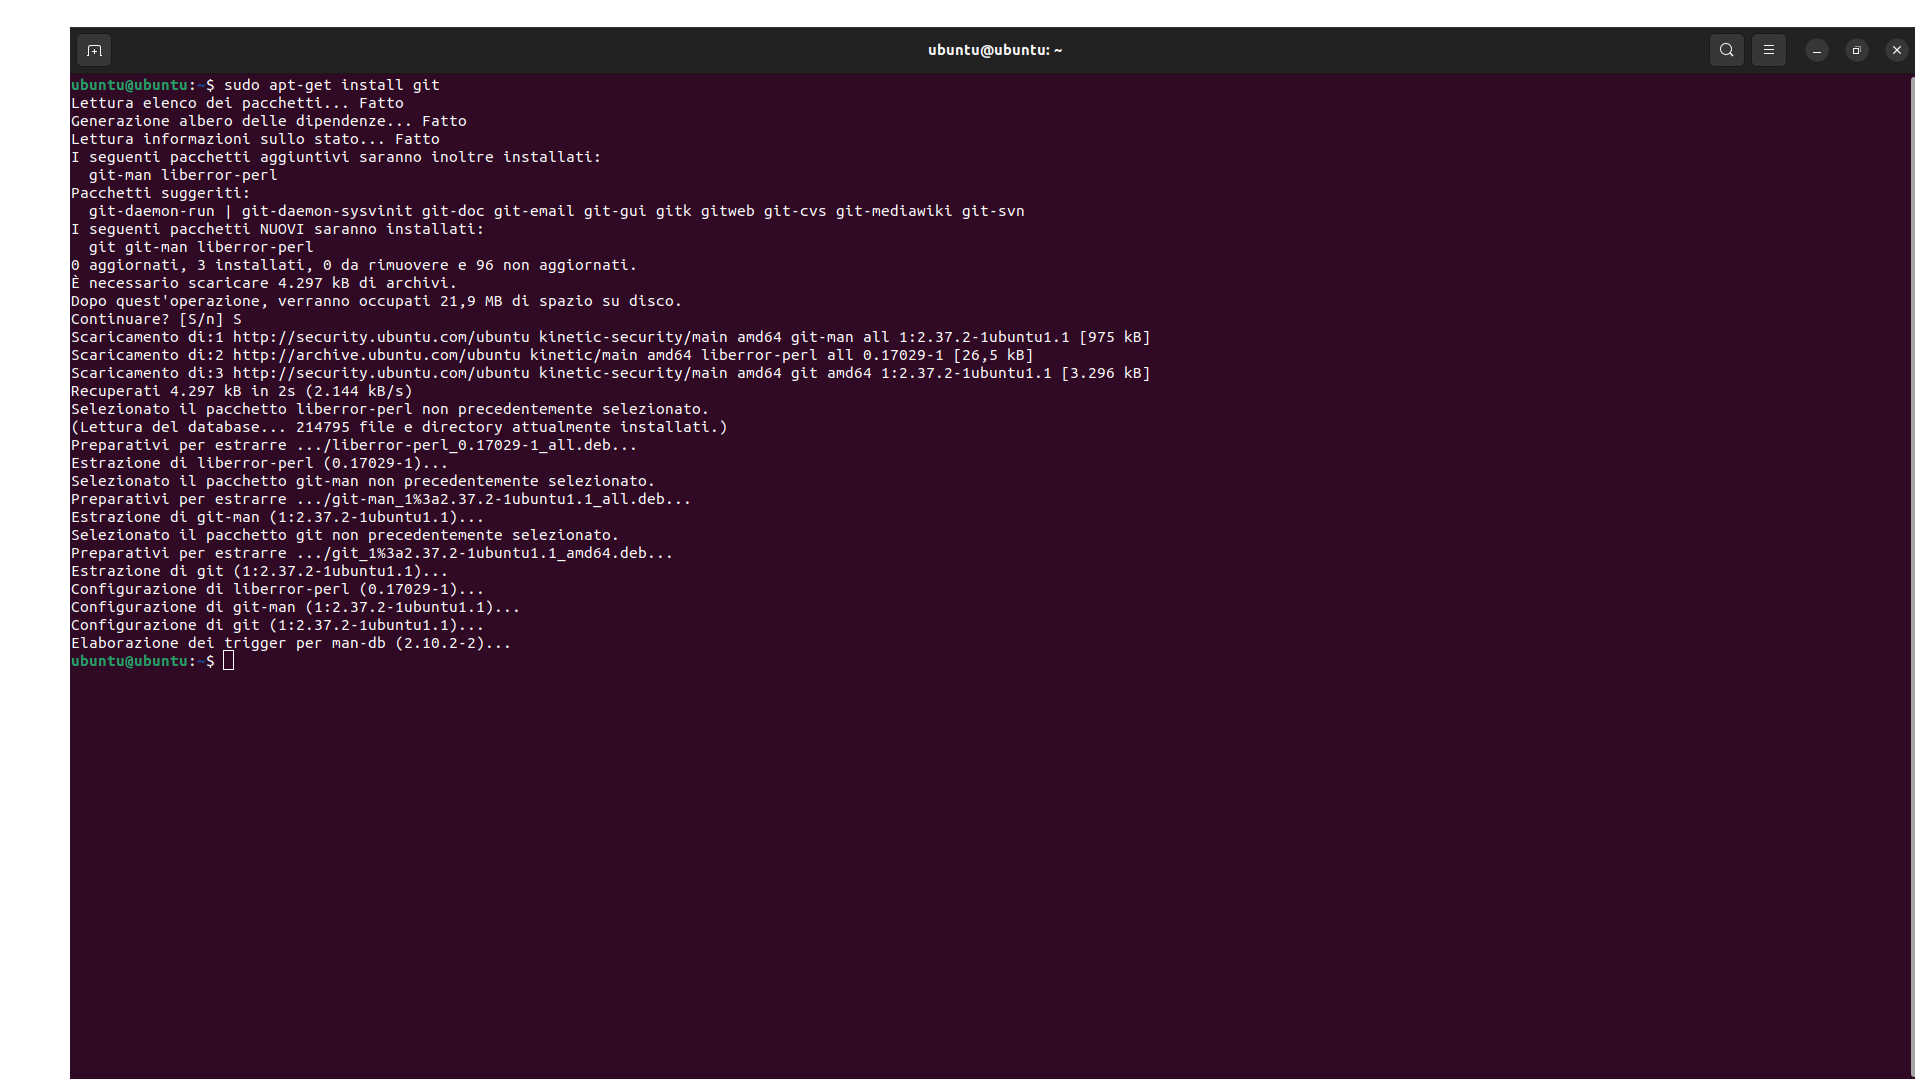 ubuntu@ubuntu: ~
ubuntu@ubuntu:~$ sudo apt-get install git
Lettura elenco dei pacchetti... Fatto
Generazione albero delle dipendenze... Fatto
Lettura informazioni sullo stato... Fatto
I seguenti pacchetti aggiuntivi saranno inoltre installati:
  git-man liberror-perl
Pacchetti suggeriti:
  git-daemon-run | git-daemon-sysvinit git-doc git-email git-gui gitk gitweb git-cvs git-mediawiki git-svn
I seguenti pacchetti NUOVI saranno installati:
  git git-man liberror-perl
0 aggiornati, 3 installati, 0 da rimuovere e 96 non aggiornati.
È necessario scaricare 4.297 kB di archivi.
Dopo quest'operazione, verranno occupati 21,9 MB di spazio su disco.
Continuare? [S/n] S
Scaricamento di:1 http://security.ubuntu.com/ubuntu kinetic-security/main amd64 git-man all 1:2.37.2-1ubuntu1.1 [975 kB]
Scaricamento di:2 http://archive.ubuntu.com/ubuntu kinetic/main amd64 liberror-perl all 0.17029-1 [26,5 kB]
Scaricamento di:3 http://security.ubuntu.com/ubuntu kinetic-security/main amd64 git amd64 1:2.37.2-1ubuntu1.1 [3.296 kB]
Recuperati 4.297 kB in 2s (2.144 kB/s)
Selezionato il pacchetto liberror-perl non precedentemente selezionato.
(Lettura del database... 214795 file e directory attualmente installati.)
Preparativi per estrarre .../liberror-perl_0.17029-1_all.deb...
Estrazione di liberror-perl (0.17029-1)...
Selezionato il pacchetto git-man non precedentemente selezionato.
Preparativi per estrarre .../git-man_1%3a2.37.2-1ubuntu1.1_all.deb...
Estrazione di git-man (1:2.37.2-1ubuntu1.1)...
Selezionato il pacchetto git non precedentemente selezionato.
Preparativi per estrarre .../git_1%3a2.37.2-1ubuntu1.1_amd64.deb...
Estrazione di git (1:2.37.2-1ubuntu1.1)...
Configurazione di liberror-perl (0.17029-1)...
Configurazione di git-man (1:2.37.2-1ubuntu1.1)...
Configurazione di git (1:2.37.2-1ubuntu1.1)...
Elaborazione dei trigger per man-db (2.10.2-2)...
ubuntu@ubuntu:~$